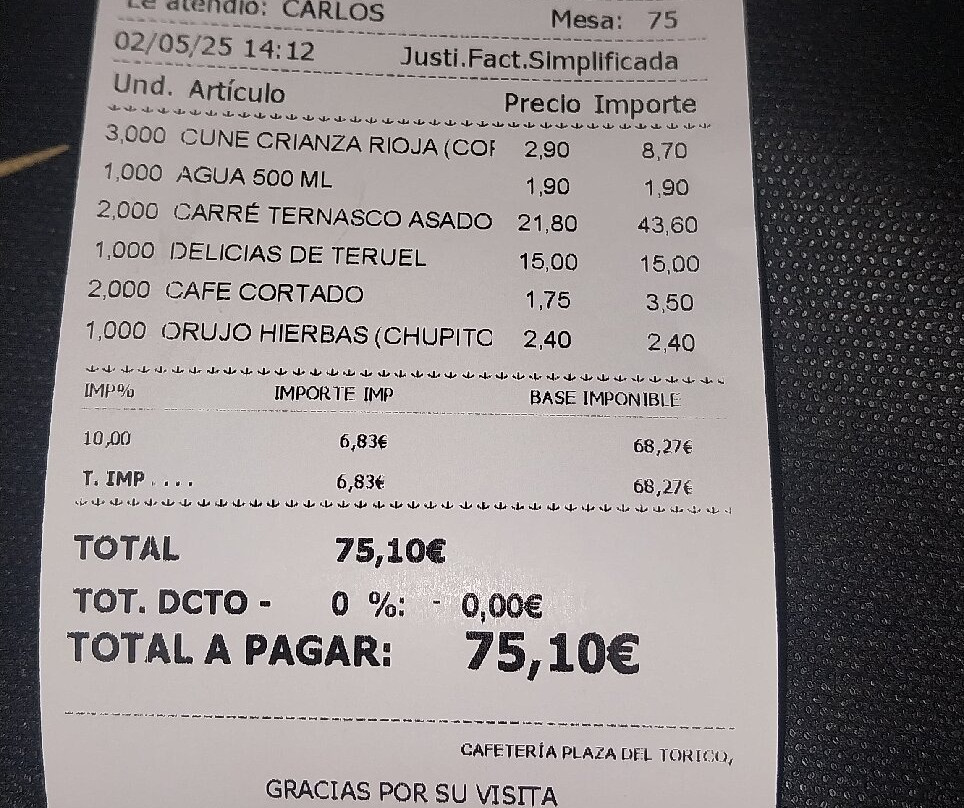 Le atendió: CARLOS Mesa: 75
02/05/25 14:12 Justi.Fact.Simplificada
Und. Artículo Precio Importe
3,000 CUNE CRIANZA RIOJA (COP 2,90 8,70
1,000 AGUA 500 ML 1,90 1,90
2,000 CARRÉ TERNASCO ASADO 21,80 43,60
1,000 DELICIAS DE TERUEL 15,00 15,00
2,000 CAFE CORTADO 1,75 3,50
1,000 ORUJO HIERBAS (CHUPITO 2,40 2,40
IMP% IMPORTE IMP BASE IMPONIBLE
10,00 6,83€ 68,27€
T. IMP .... 6,83€ 68,27€
TOTAL 75,10€
TOT. DCTO - 0 %: - 0,00€
TOTAL A PAGAR: 75,10€
CAFETERÍA PLAZA DEL TORICO,
GRACIAS POR SU VISITA